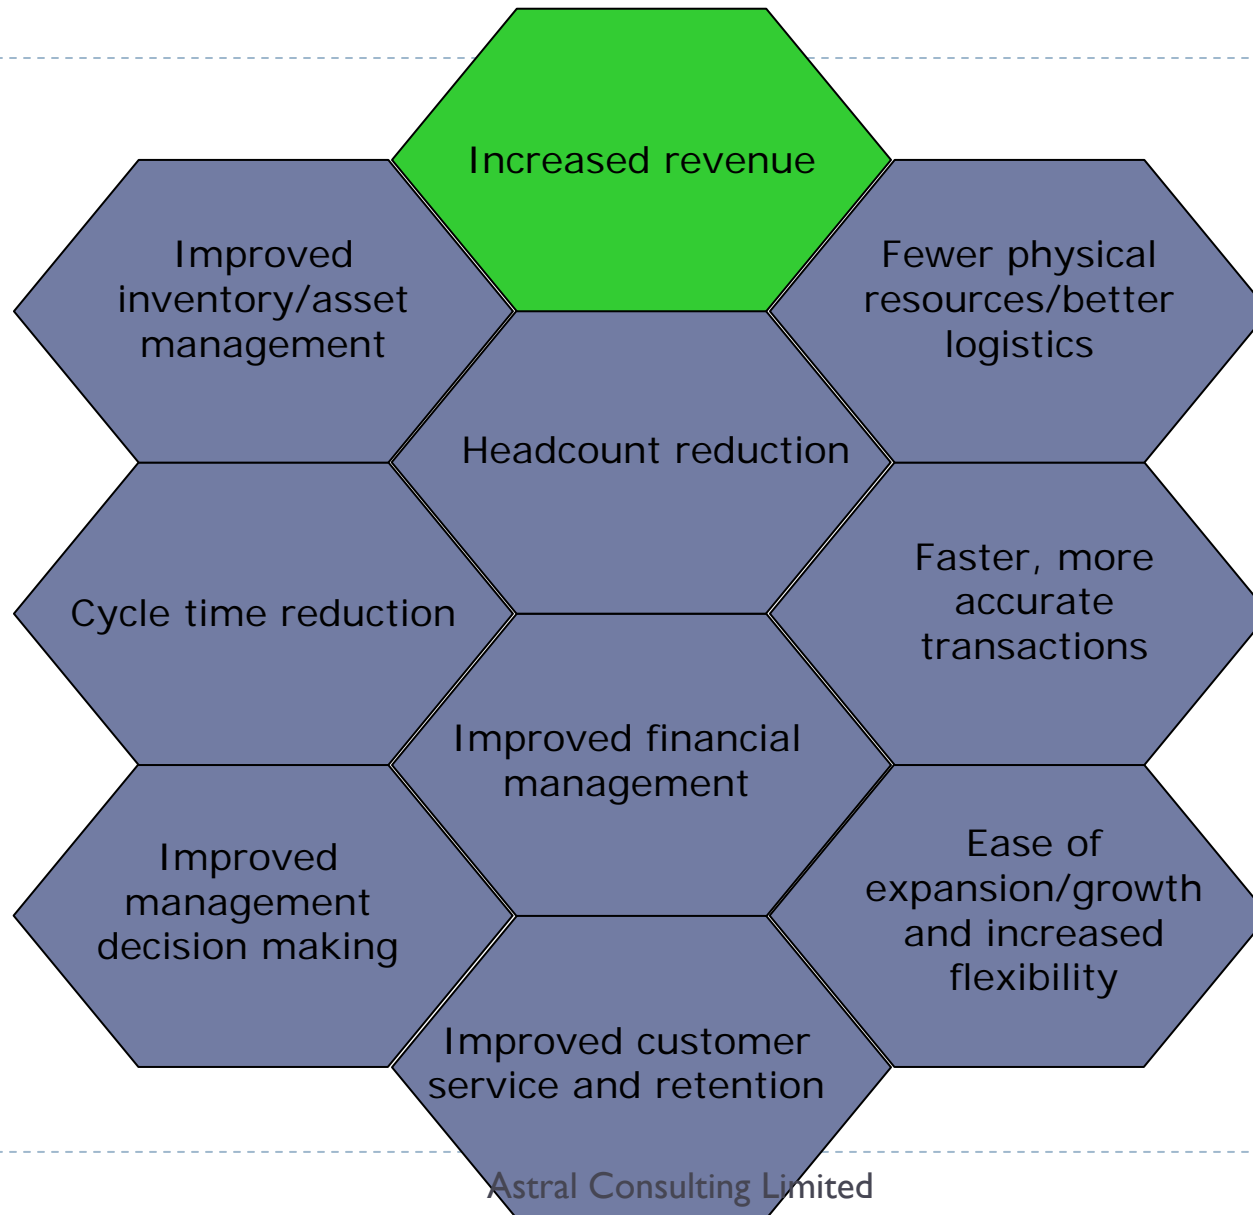 Increased revenue
Improved
inventory/asset
management
Fewer physical
resources/better
logistics
Headcount reduction
Cycle time reduction
Faster, more
accurate
transactions
Improved financial
management
Improved
management
decision making
Ease of
expansion/growth
and increased
flexibility
Improved customer
service and retention
Astral Consulting Limited